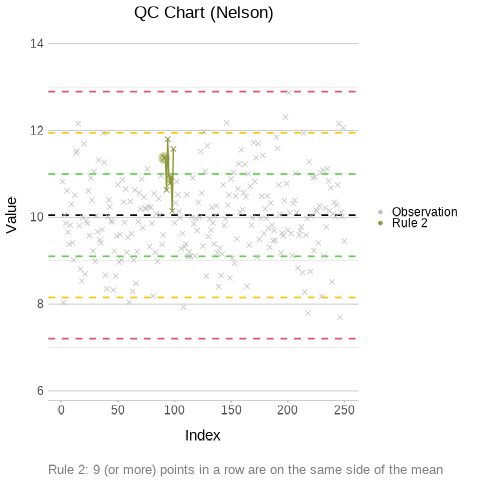 QC Chart (Nelson)
14
12
10
8
6
Value
0
50
100
150
200
250
Index
Observation
Rule 2
Rule 2: 9 (or more) points in a row are on the same side of the mean